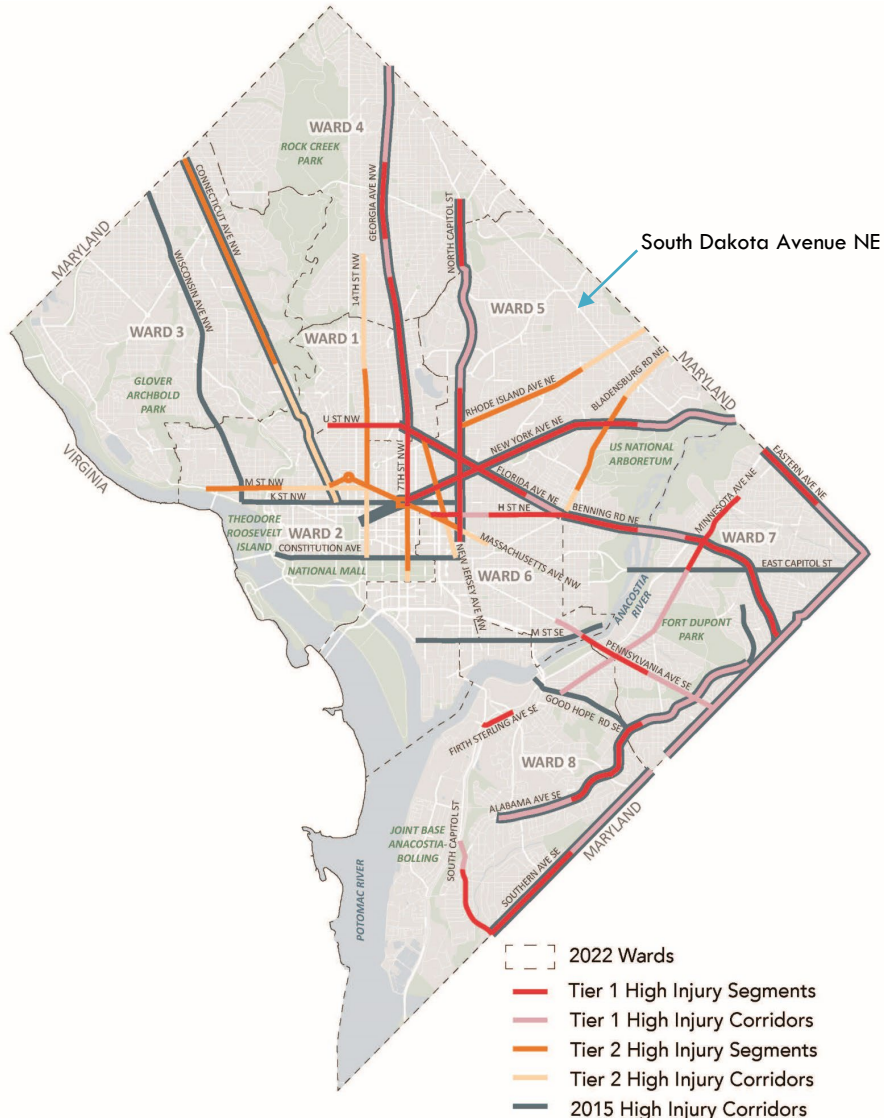 WARD 4
ROCK CREEK
PARK
CONNECTICUT AVE NW
GEORGIA AVE NW
NORTH CAPITOL ST
South Dakota Avenue NE
MARYLAND
WISCONSIN AVE NW
14TH ST NW
WARD 5
WARD 3
WARD 1
MARYLAND
GLOVER
ARCHBOLD
PARK
RHODE ISLAND AVE NE
BLADENSBURG RD NE
U ST NW
NEW YORK AVE NE
US NATIONAL
ARBORETUM
VIRGINIA
7TH ST NW
FLORIDA AVE NE
EASTERN AVE NE
M ST NW
K ST NW
H ST NE
BENNING RD NE
MINNESOTA AVE NE
THEODORE
ROOSEVELT
ISLAND
WARD 2
WARD 7
CONSTITUTION AVE
MASSACHUSETTS AVE NW
NATIONAL MALL
NEW JERSEY AVE NW
WARD 6
EAST CAPITOL ST
ANACOSTIA
RIVER
FORT DUPONT
PARK
M ST SE
PENNSYLVANIA AVE SE
GOOD HOPE RD SE
FIRTH STERLING AVE SE
WARD 8
ALABAMA AVE SE
MARYLAND
JOINT BASE
ANACOSTIA-
BOLLING
SOUTH CAPITOL ST
SOUTHERN AVE SE
POTOMAC RIVER
2022 Wards
Tier 1 High Injury Segments
Tier 1 High Injury Corridors
Tier 2 High Injury Segments
Tier 2 High Injury Corridors
2015 High Injury Corridors